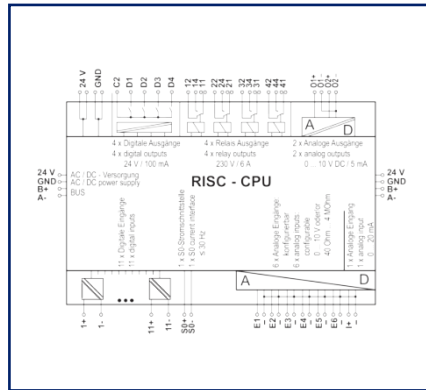 24 V
GND
C2
D1
D2
D3
D4
12
14
11
22
24
21
32
34
31
42
44
41
O1+
O1-
O2+
O2-
A
D
4 x Digitale Ausgänge
4 x digital outputs
24 V / 100 mA
4 x Relais Ausgänge
4 x relay outputs
230 V / 6 A
2 x Analoge Ausgänge
2 x analog outputs
0 ... 10 V DC / 5 mA
24 V
GND
B+
A-
AC / DC - Versorgung
AC / DC power supply
BUS
RISC - CPU
24 V
GND
B+
A-
11 x Digitale Eingänge
11 x digital inputs
1 x S0 Stromschnittstelle
1 x S0 current interface
≤ 30 Hz
6 x Analoge Eingänge
konfigurierbar
6 x analog inputs
configurable
0 10 V oder/or
40 Ohm 4 MOhm
1 x Analoge Eingang
1 x analog input
0 20 mA
A
D
1+
1-
11+
11-
S0+
S0-
E1
-
E2
-
E3
-
E4
-
E5
-
E6
-
I+
-